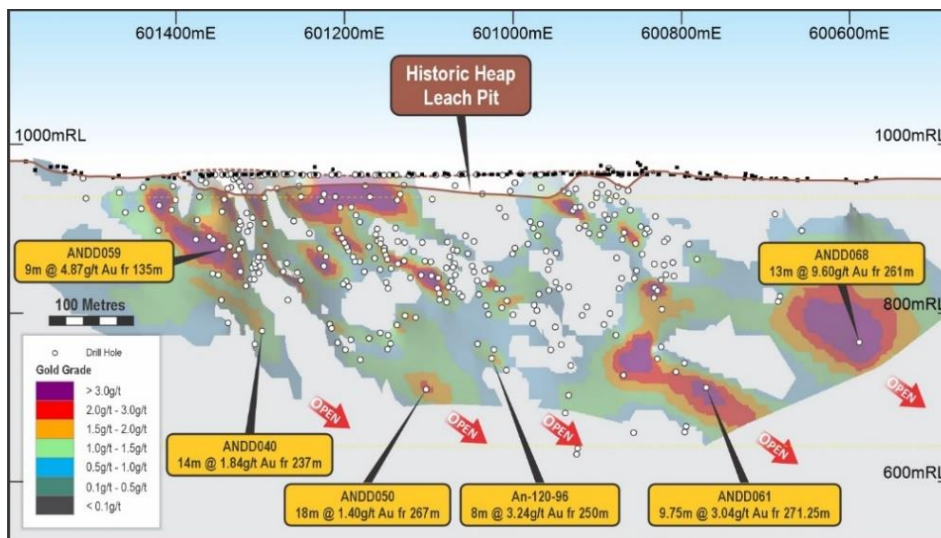 601400mE
601200mE
601000mE
600800mE
600600mE
Historic Heap
Leach Pit
1000mRL
1000mRL
ANDD059
9m @ 4.87g/t Au fr 135m
ANDD068
13m @ 9.60g/t Au fr 261m
100 Metres
800mRL
Drill Hole
Gold Grade
> 3.0g/t
2.0g/t - 3.0g/t
1.5g/t - 2.0g/t
1.0g/t - 1.5g/t
0.5g/t - 1.0g/t
0.1g/t - 0.5g/t
< 0.1g/t
OPEN
OPEN
OPEN
OPEN
OPEN
ANDD040
14m @ 1.84g/t Au fr 237m
600mRL
ANDD050
18m @ 1.40g/t Au fr 267m
An-120-96
8m @ 3.24g/t Au fr 250m
ANDD061
9.75m @ 3.04g/t Au fr 271.25m